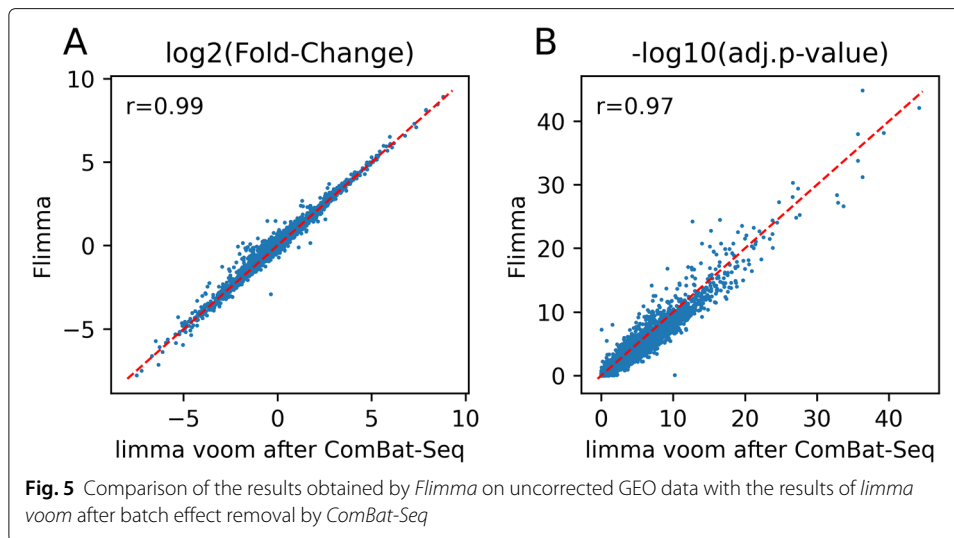 A
log2(Fold-Change)
r=0.99
10
5
0
−5
Flimma
−5 0 5 10
limma voom after ComBat-Seq
B
-log10(adj.p-value)
r=0.97
40
30
20
10
0
Flimma
0 10 20 30 40
limma voom after ComBat-Seq
Fig. 5 Comparison of the results obtained by Flimma on uncorrected GEO data with the results of limma
voom after batch effect removal by ComBat-Seq